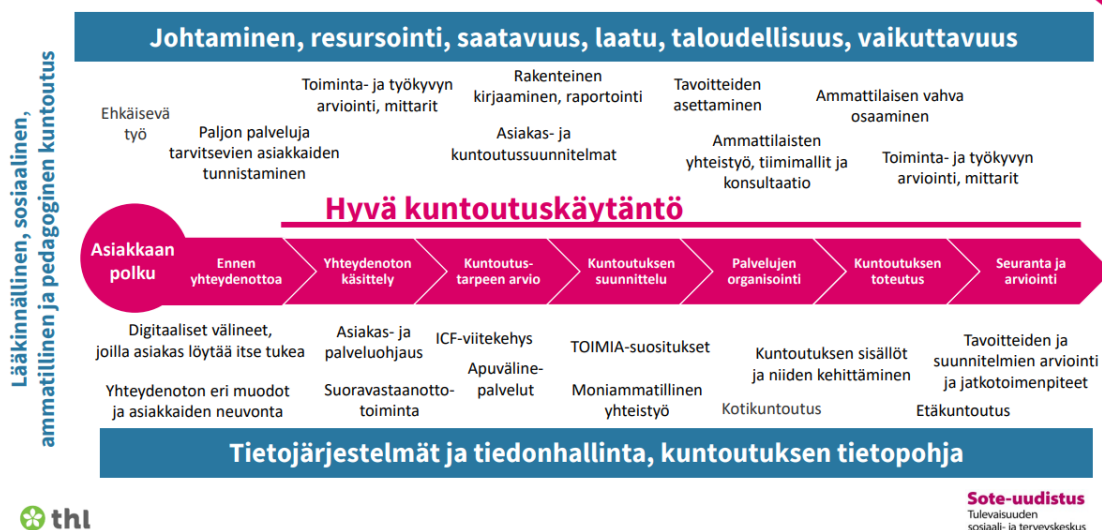 Lääkinnällinen, sosiaalinen,
ammatillinen ja pedagoginen kuntoutus
Johtaminen, resursointi, saatavuus, laatu, taloudellisuus, vaikuttavuus
Ehkäisevä
työ
Paljon palveluja
tarvitsevien asiakkaiden
tunnistaminen
Toiminta- ja työkyvyn
arviointi, mittarit
Rakenteinen
kirjaaminen, raportointi
Asiakas- ja
kuntoutussuunnitelmat
Tavoitteiden
asettaminen
Ammattilaisten
yhteistyö, tiimimallit ja
konsultaatio
Ammattilaisen vahva
osaaminen
Toiminta- ja työkyvyn
arviointi, mittarit
Hyvä kuntoutuskäytäntö
Asiakkaan
polku
Ennen
yhteydenottoa
Yhteydenoton
käsittely
Kuntoutus-
tarpeen arvio
Kuntoutuksen
suunnittelu
Palvelujen
organisointi
Kuntoutuksen
toteutus
Seuranta ja
arviointi
Digitaaliset välineet,
joilla asiakas löytää itse tukea
Yhteydenoton eri muodot
ja asiakkaiden neuvonta
Asiakas- ja
palveluohjaus
Suoravastaanotto-
toiminta
ICF-viitekehys
Apuväline-
palvelut
TOIMIA-suositukset
Moniammatillinen
yhteistyö
Kuntoutuksen sisällöt
ja niiden kehittäminen
Kotikuntoutus
Tavoitteiden ja
suunnitelmien arviointi
ja jatkotoimenpiteet
Etäkuntoutus
Tietojärjestelmät ja tiedonhallinta, kuntoutuksen tietopohja
thl
Sote-uudistus
Tulevaisuuden
sosiaali- ja terveyskeskus